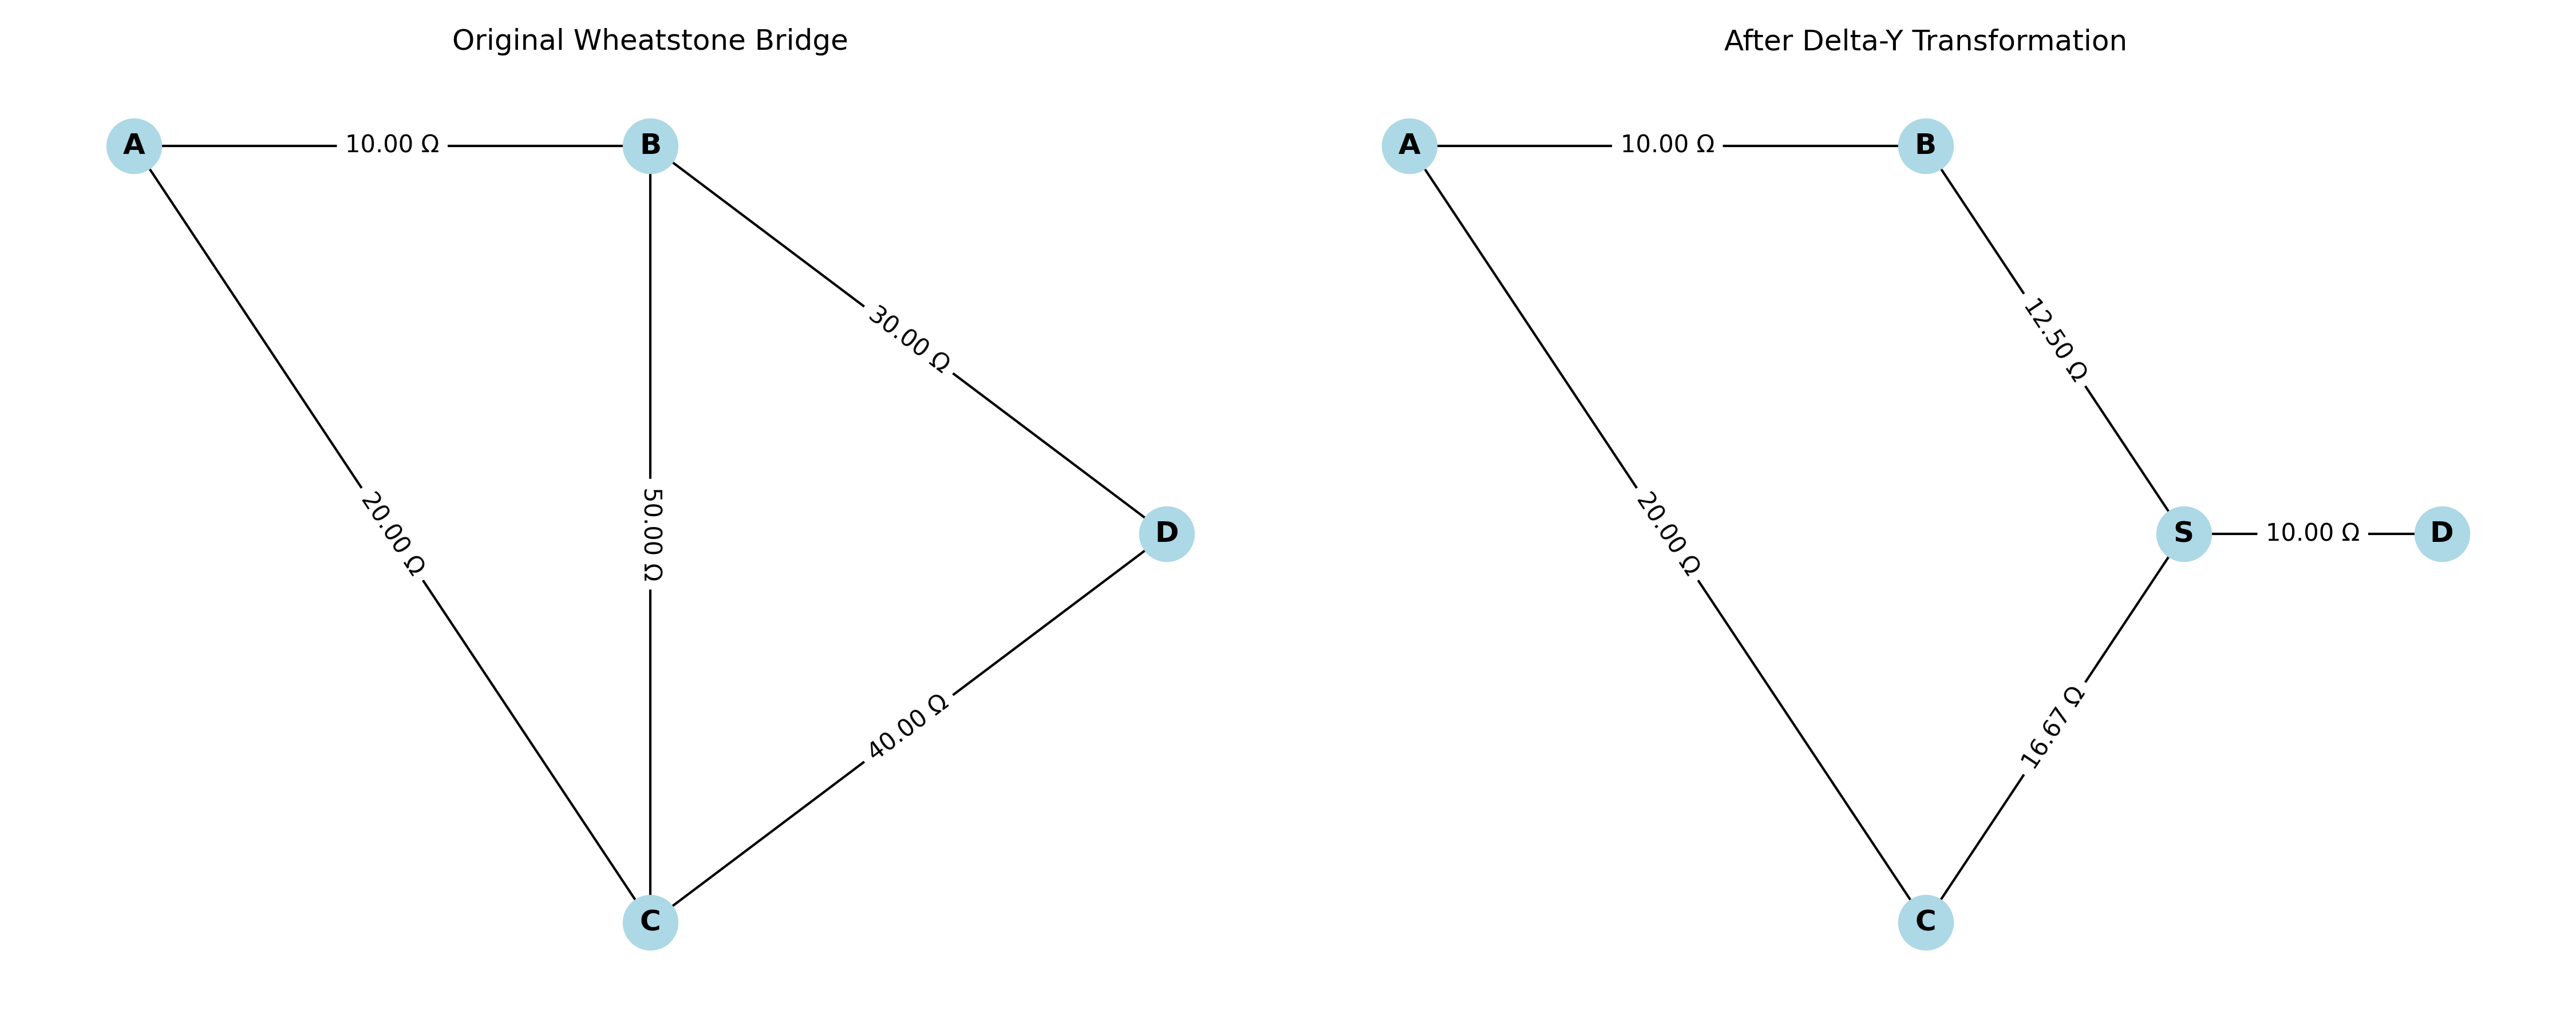 Original Wheatstone Bridge
A
10.00 Ω
B
30.00 Ω
20.00 Ω
50.00 Ω
D
40.00 Ω
C
After Delta-Y Transformation
A
10.00 Ω
B
12.50 Ω
20.00 Ω
S
10.00 Ω
D
16.67 Ω
C